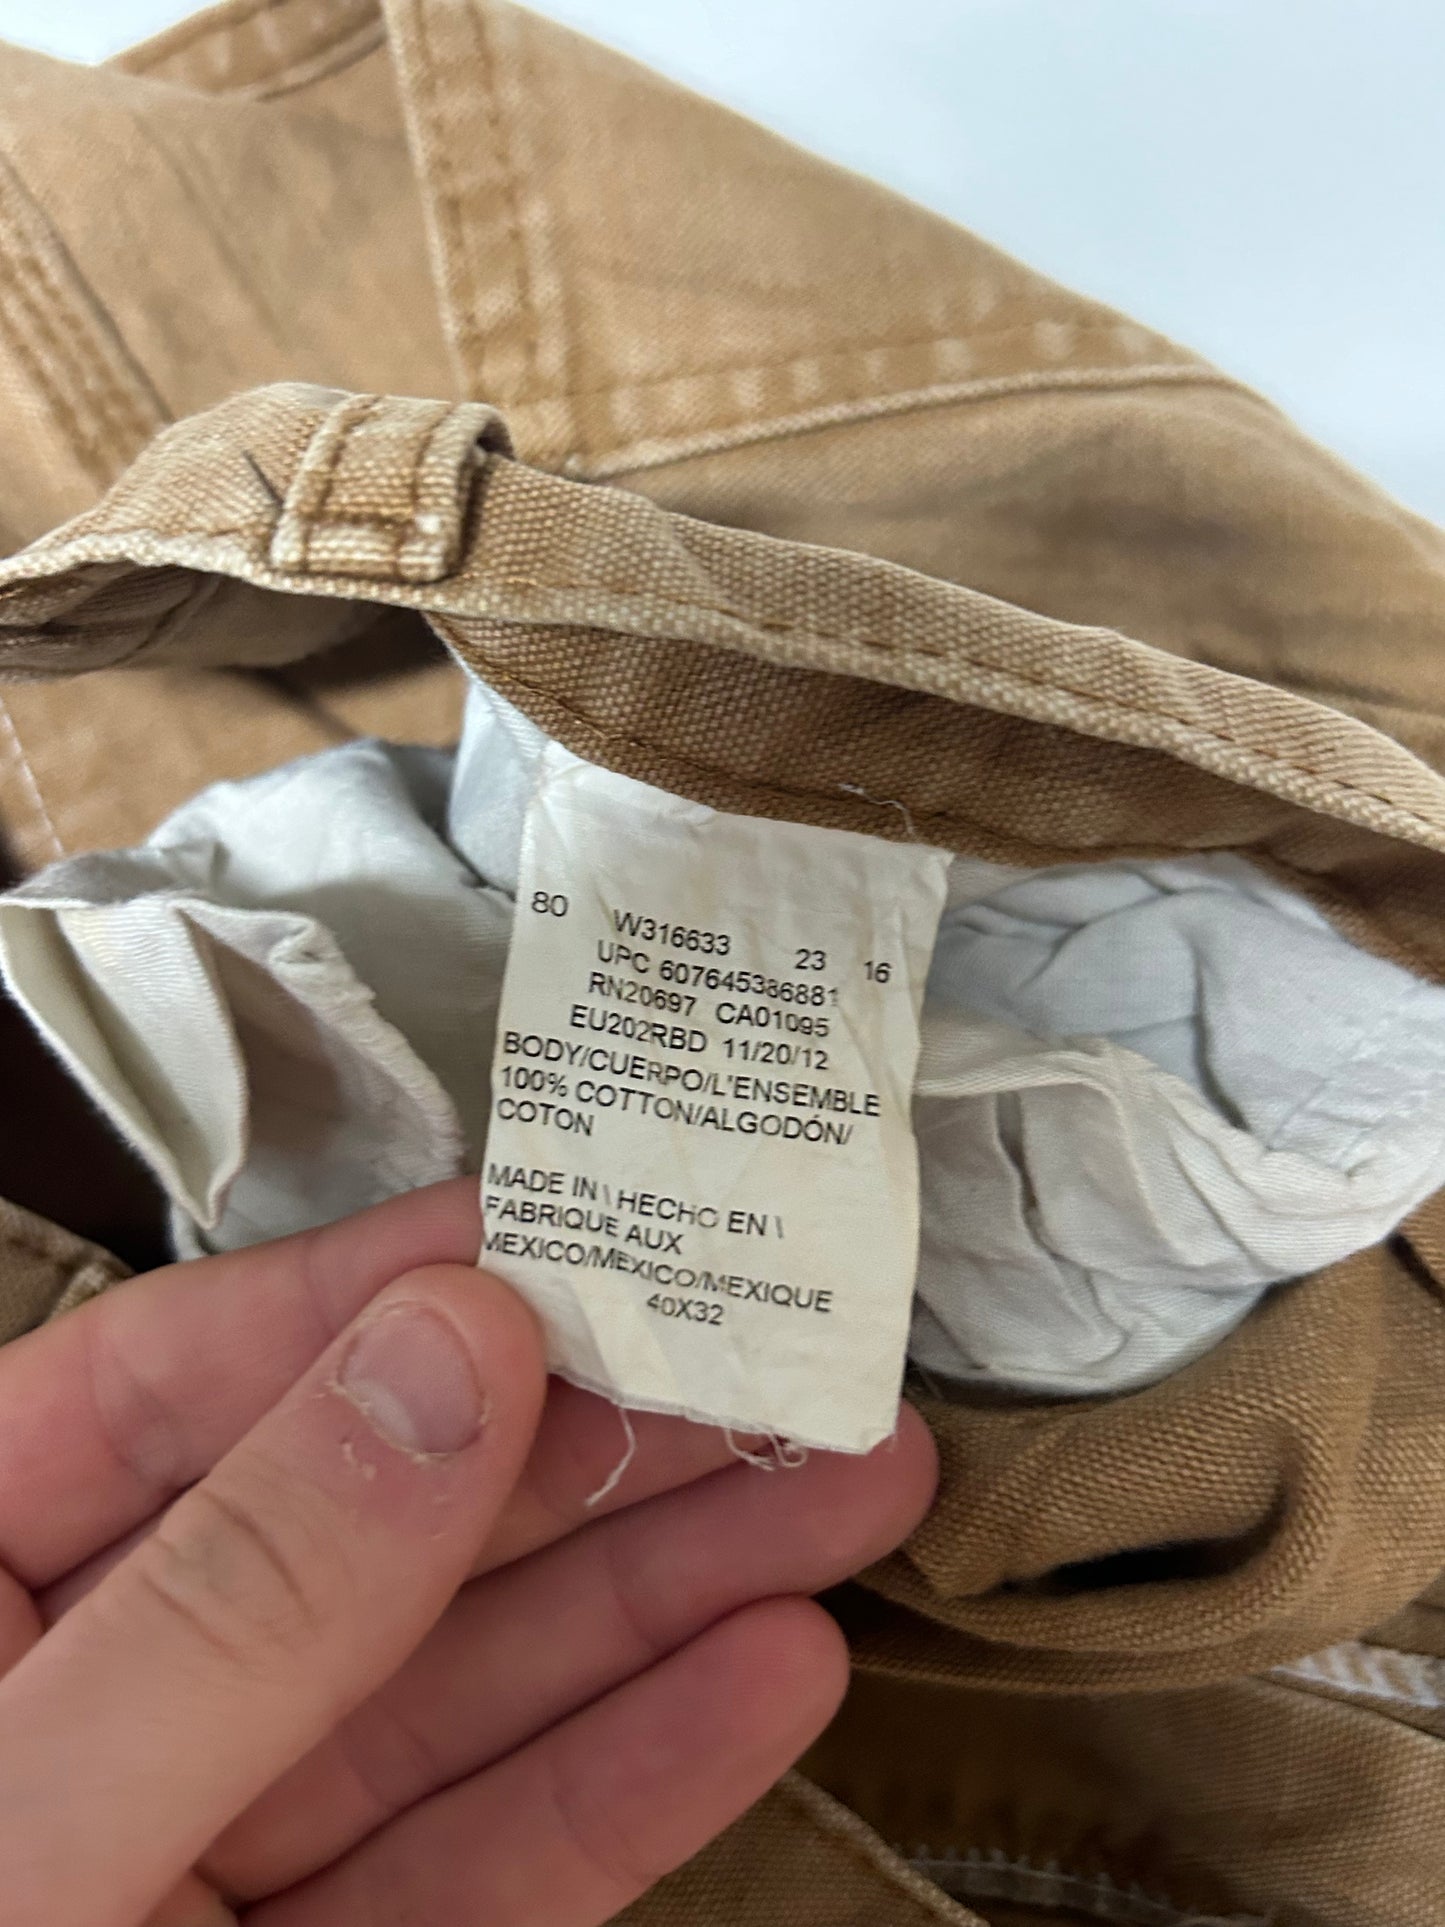 80 W316633 23 16
UPC 607645386881
RN20697 CA01095
EU202RBD 11/20/12
BODY/CUERPO/L'ENSEMBLE
100% COTTON/ALGODÓN/
COTON
MADE IN \ HECHO EN \
FABRIQUE AUX
MEXICO/MEXICO/MEXIQUE
40X32